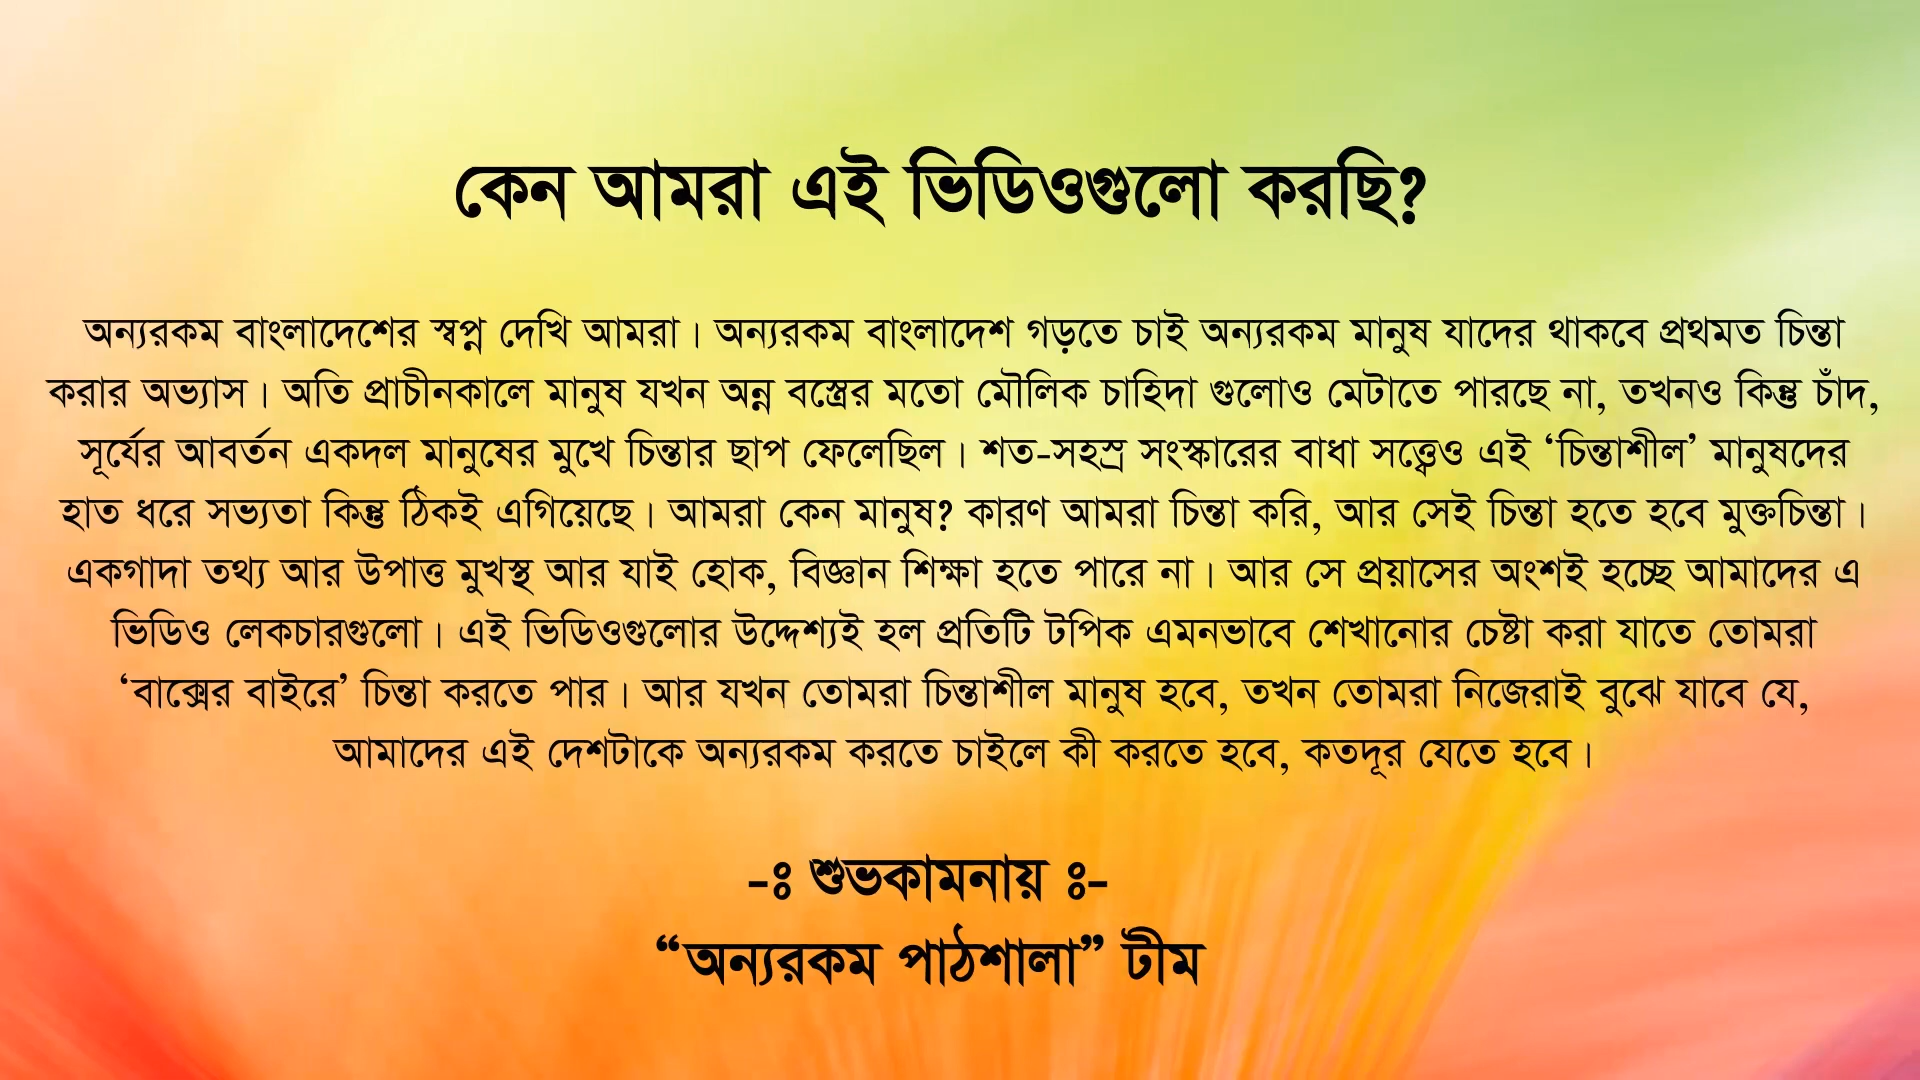 কেন আমরা এই ভিডিওগুলো করছি?
অন্যরকম বাংলাদেশের স্বপ্ন দেখি আমরা। অন্যরকম বাংলাদেশ গড়তে চাই অন্যরকম মানুষ যাদের থাকবে প্রথমত চিন্তা
করার অভ্যাস। অতি প্রাচীনকালে মানুষ যখন অন্ন বস্ত্রের মতো মৌলিক চাহিদা গুলোও মেটাতে পারছে না, তখনও কিন্তু চাঁদ,
সূর্যের আবর্তন একদল মানুষের মুখে চিন্তার ছাপ ফেলেছিল। শত-সহস্র সংস্কারের বাধা সত্ত্বেও এই ‘চিন্তাশীল’ মানুষদের
হাত ধরে সভ্যতা কিন্তু ঠিকই এগিয়েছে। আমরা কেন মানুষ? কারণ আমরা চিন্তা করি, আর সেই চিন্তা হতে হবে মুক্তচিন্তা।
একগাদা তথ্য আর উপাত্ত মুখস্থ আর যাই হোক, বিজ্ঞান শিক্ষা হতে পারে না। আর সে প্রয়াসের অংশই হচ্ছে আমাদের এ
ভিডিও লেকচারগুলো। এই ভিডিওগুলোর উদ্দেশ্যই হল প্রতিটি টপিক এমনভাবে শেখানোর চেষ্টা করা যাতে তোমরা
‘বাক্সের বাইরে’ চিন্তা করতে পার। আর যখন তোমরা চিন্তাশীল মানুষ হবে, তখন তোমরা নিজেরাই বুঝে যাবে যে,
আমাদের এই দেশটাকে অন্যরকম করতে চাইলে কী করতে হবে, কতদূর যেতে হবে।
-ঃ শুভকামনায় ঃ-
“অন্যরকম পাঠশালা” টীম